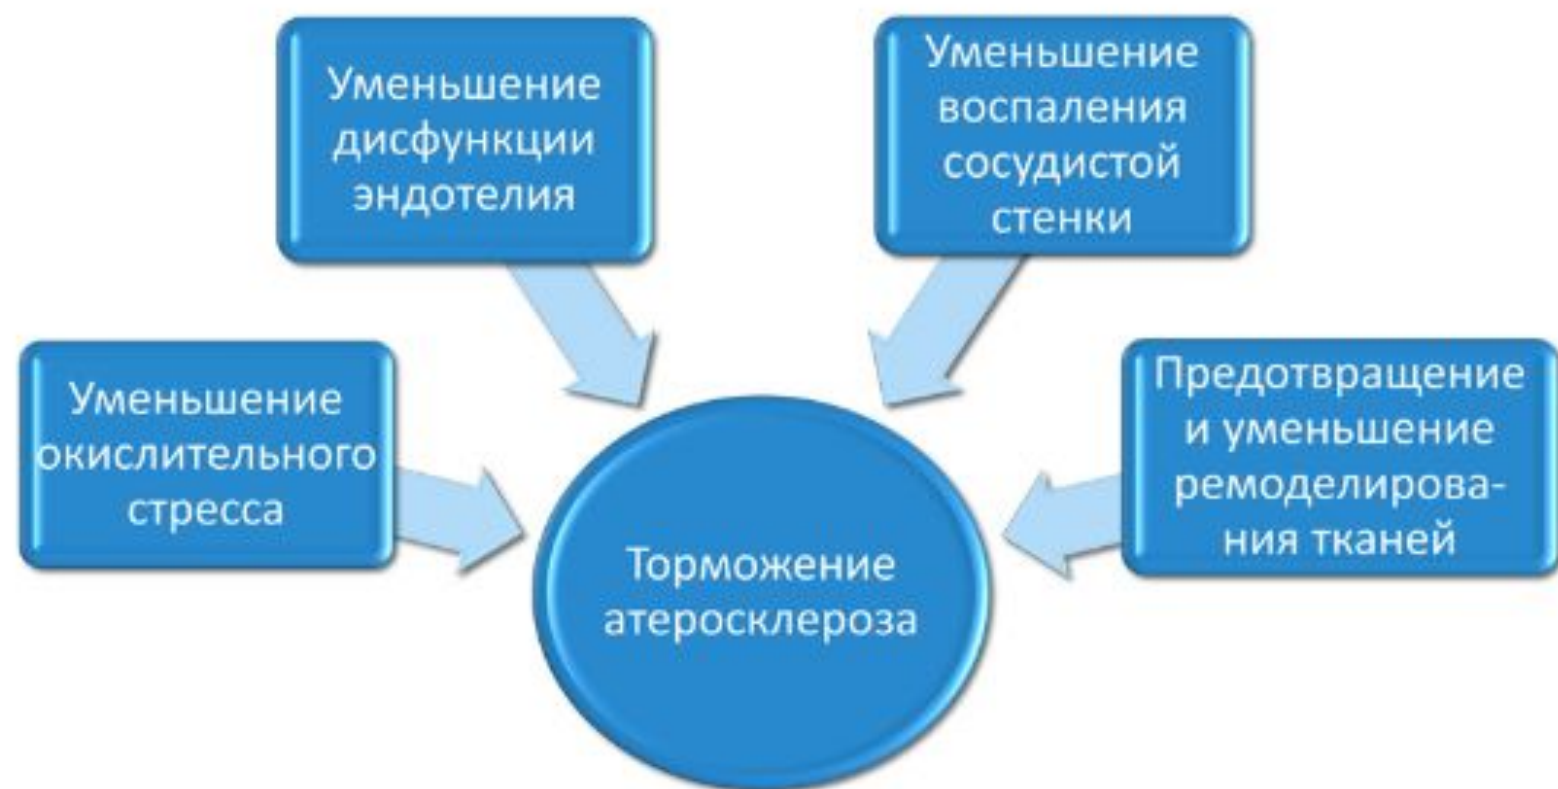 Уменьшение
дисфункции
эндотелия
Уменьшение
воспаления
сосудистой
стенки
Уменьшение
окислительного
стресса
Предотвращение
и уменьшение
ремоделирова-
ния тканей
Торможение
атеросклероза